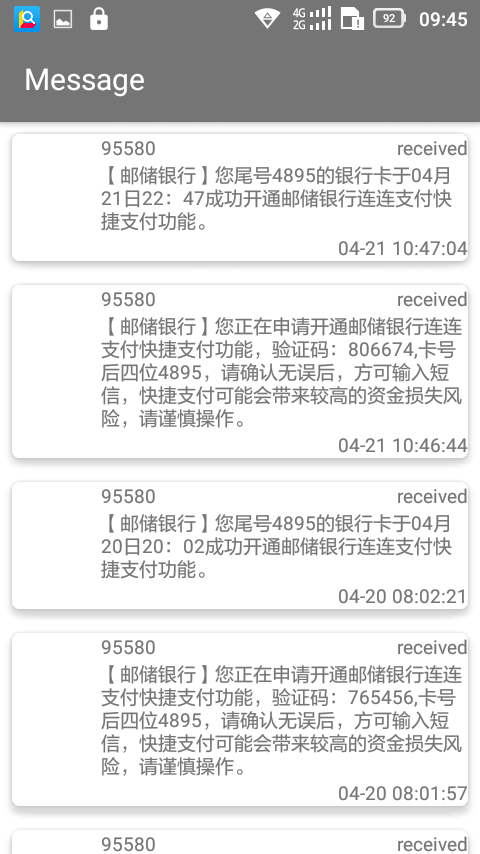 4G
2G
92
09:45
Message
95580 received
【邮储银行】您尾号4895的银行卡于04月
21日22：47成功开通邮储银行连连支付快
捷支付功能。
04-21 10:47:04
95580 received
【邮储银行】您正在申请开通邮储银行连连
支付快捷支付功能，验证码：806674,卡号
后四位4895，请确认无误后，方可输入短
信，快捷支付可能会带来较高的资金损失风
险，请谨慎操作。
04-21 10:46:44
95580 received
【邮储银行】您尾号4895的银行卡于04月
20日20：02成功开通邮储银行连连支付快
捷支付功能。
04-20 08:02:21
95580 received
【邮储银行】您正在申请开通邮储银行连连
支付快捷支付功能，验证码：765456,卡号
后四位4895，请确认无误后，方可输入短
信，快捷支付可能会带来较高的资金损失风
险，请谨慎操作。
04-20 08:01:57
95580 received